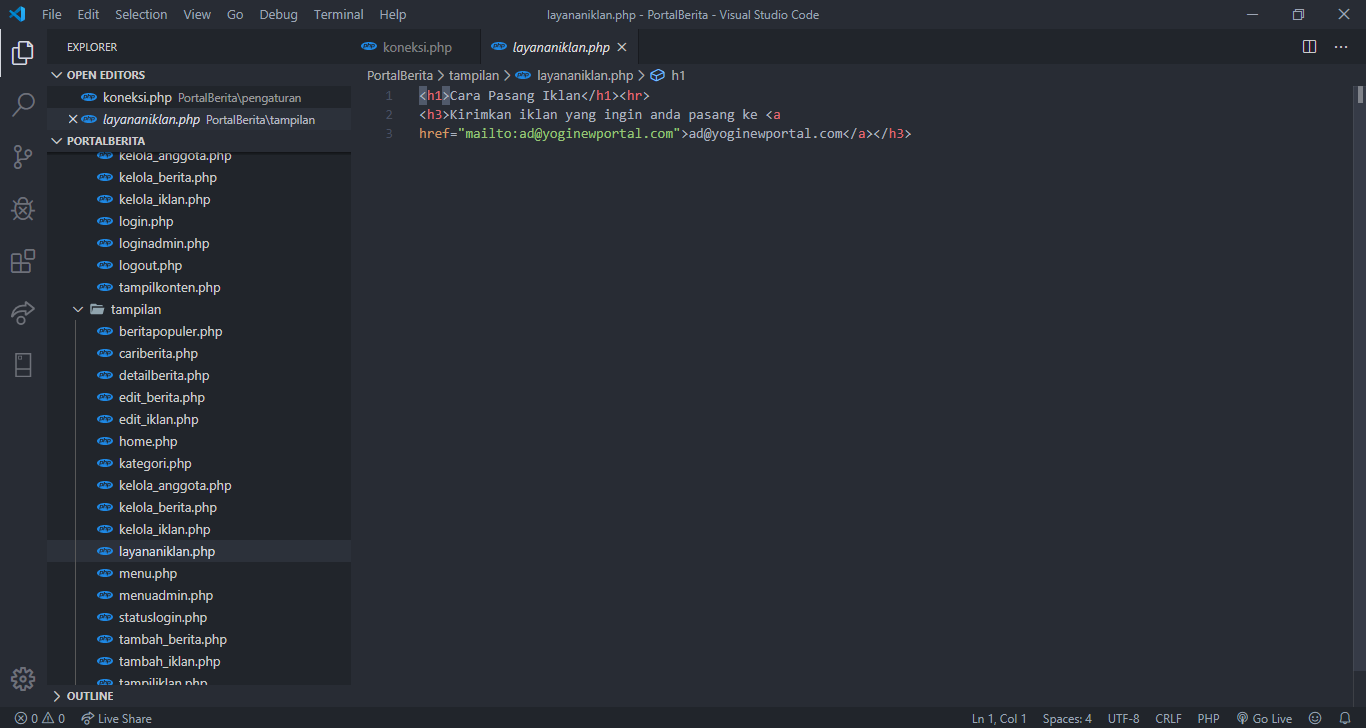 File Edit Selection View Go Debug Terminal Help layananiklan.php - PortalBerita - Visual Studio Code
EXPLORER
koneksi.php layananiklan.php
OPEN EDITORS
koneksi.php PortalBerita\pengaturan
layananiklan.php PortalBerita\tampilan
PORTALBERITA
kelola_anggota.php
kelola_berita.php
kelola_iklan.php
login.php
loginadmin.php
logout.php
tampilkonten.php
tampilan
beritapopuler.php
cariberita.php
detailberita.php
edit_berita.php
edit_iklan.php
home.php
kategori.php
kelola_anggota.php
kelola_berita.php
kelola_iklan.php
layananiklan.php
menu.php
menuadmin.php
statuslogin.php
tambah_berita.php
tambah_iklan.php
tampiliklan.php
OUTLINE
PortalBerita > tampilan > layananiklan.php > h1
1 <h1>Cara Pasang Iklan</h1><hr>
2 <h3>Kirimkan iklan yang ingin anda pasang ke <a
3 href="mailto:ad@yoginewportal.com">ad@yoginewportal.com</a></h3>
0 0 Live Share Ln 1, Col 1 Spaces: 4 UTF-8 CRLF PHP Go Live